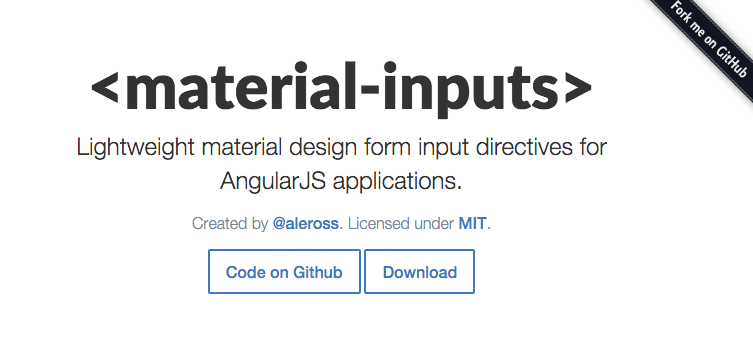 Fork me on GitHub
<material-inputs>
Lightweight material design form input directives for
AngularJS applications.
Created by @aleross. Licensed under MIT.
Code on Github
Download